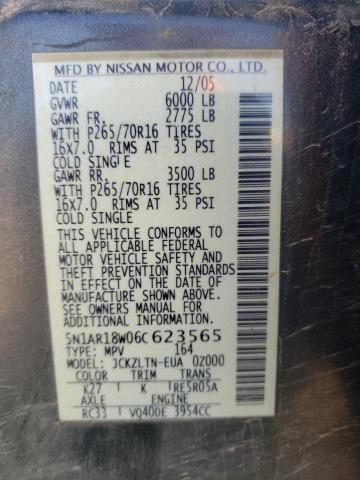 MFD BY NISSAN MOTOR CO., LTD.
DATE 12/05
GVWR 6000 LB
GAWR FR. 2775 LB
WITH P265/70R16 TIRES
16x7.0 RIMS AT 35 PSI
COLD SINGLE
GAWR RR. 3500 LB
WITH P265/70R16 TIRES
16x7.0 RIMS AT 35 PSI
COLD SINGLE
THIS VEHICLE CONFORMS TO
ALL APPLICABLE FEDERAL
MOTOR VEHICLE SAFETY AND
THEFT PREVENTION STANDARDS
IN EFFECT ON THE DATE OF
MANUFACTURE SHOWN ABOVE.
SEE OWNERS MANUAL FOR
ADDITIONAL INFORMATION
5N1AR18W06C623565
TYPE: MPV 164
MODEL: JCKZLTN-EUA 02000
COLOR TRIM TRANS
K27 K RE5R05A
AXLE ENGINE
RC33 VQ40DE 3954CC